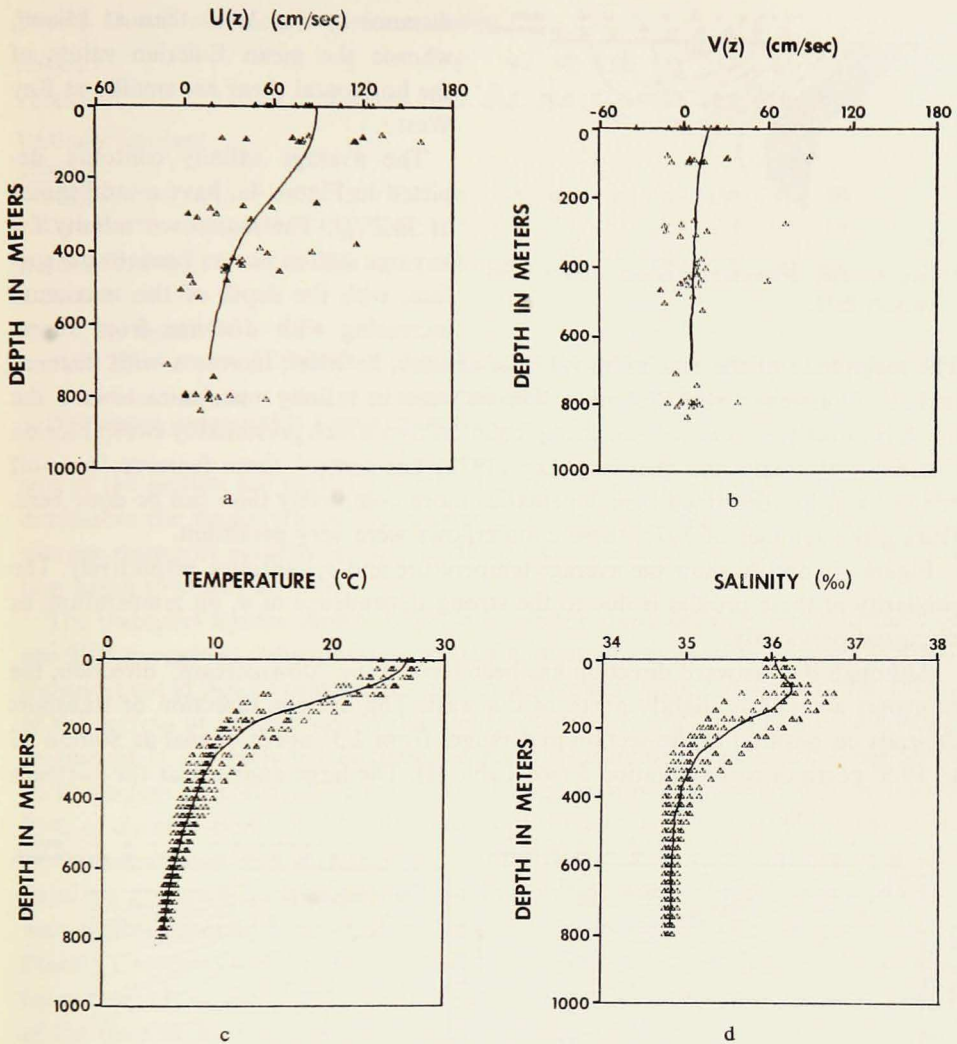 U(z) (cm/sec)
-60 0 60 120 180
DEPTH IN METERS
0
200
400
600
800
1000
a
V(z) (cm/sec)
-60 0 60 120 180
DEPTH IN METERS
0
200
400
600
800
1000
b
TEMPERATURE (°C)
0 10 20 30
DEPTH IN METERS
0
200
400
600
800
1000
c
SALINITY (‰)
34 35 36 37 38
DEPTH IN METERS
0
200
400
600
800
1000
d